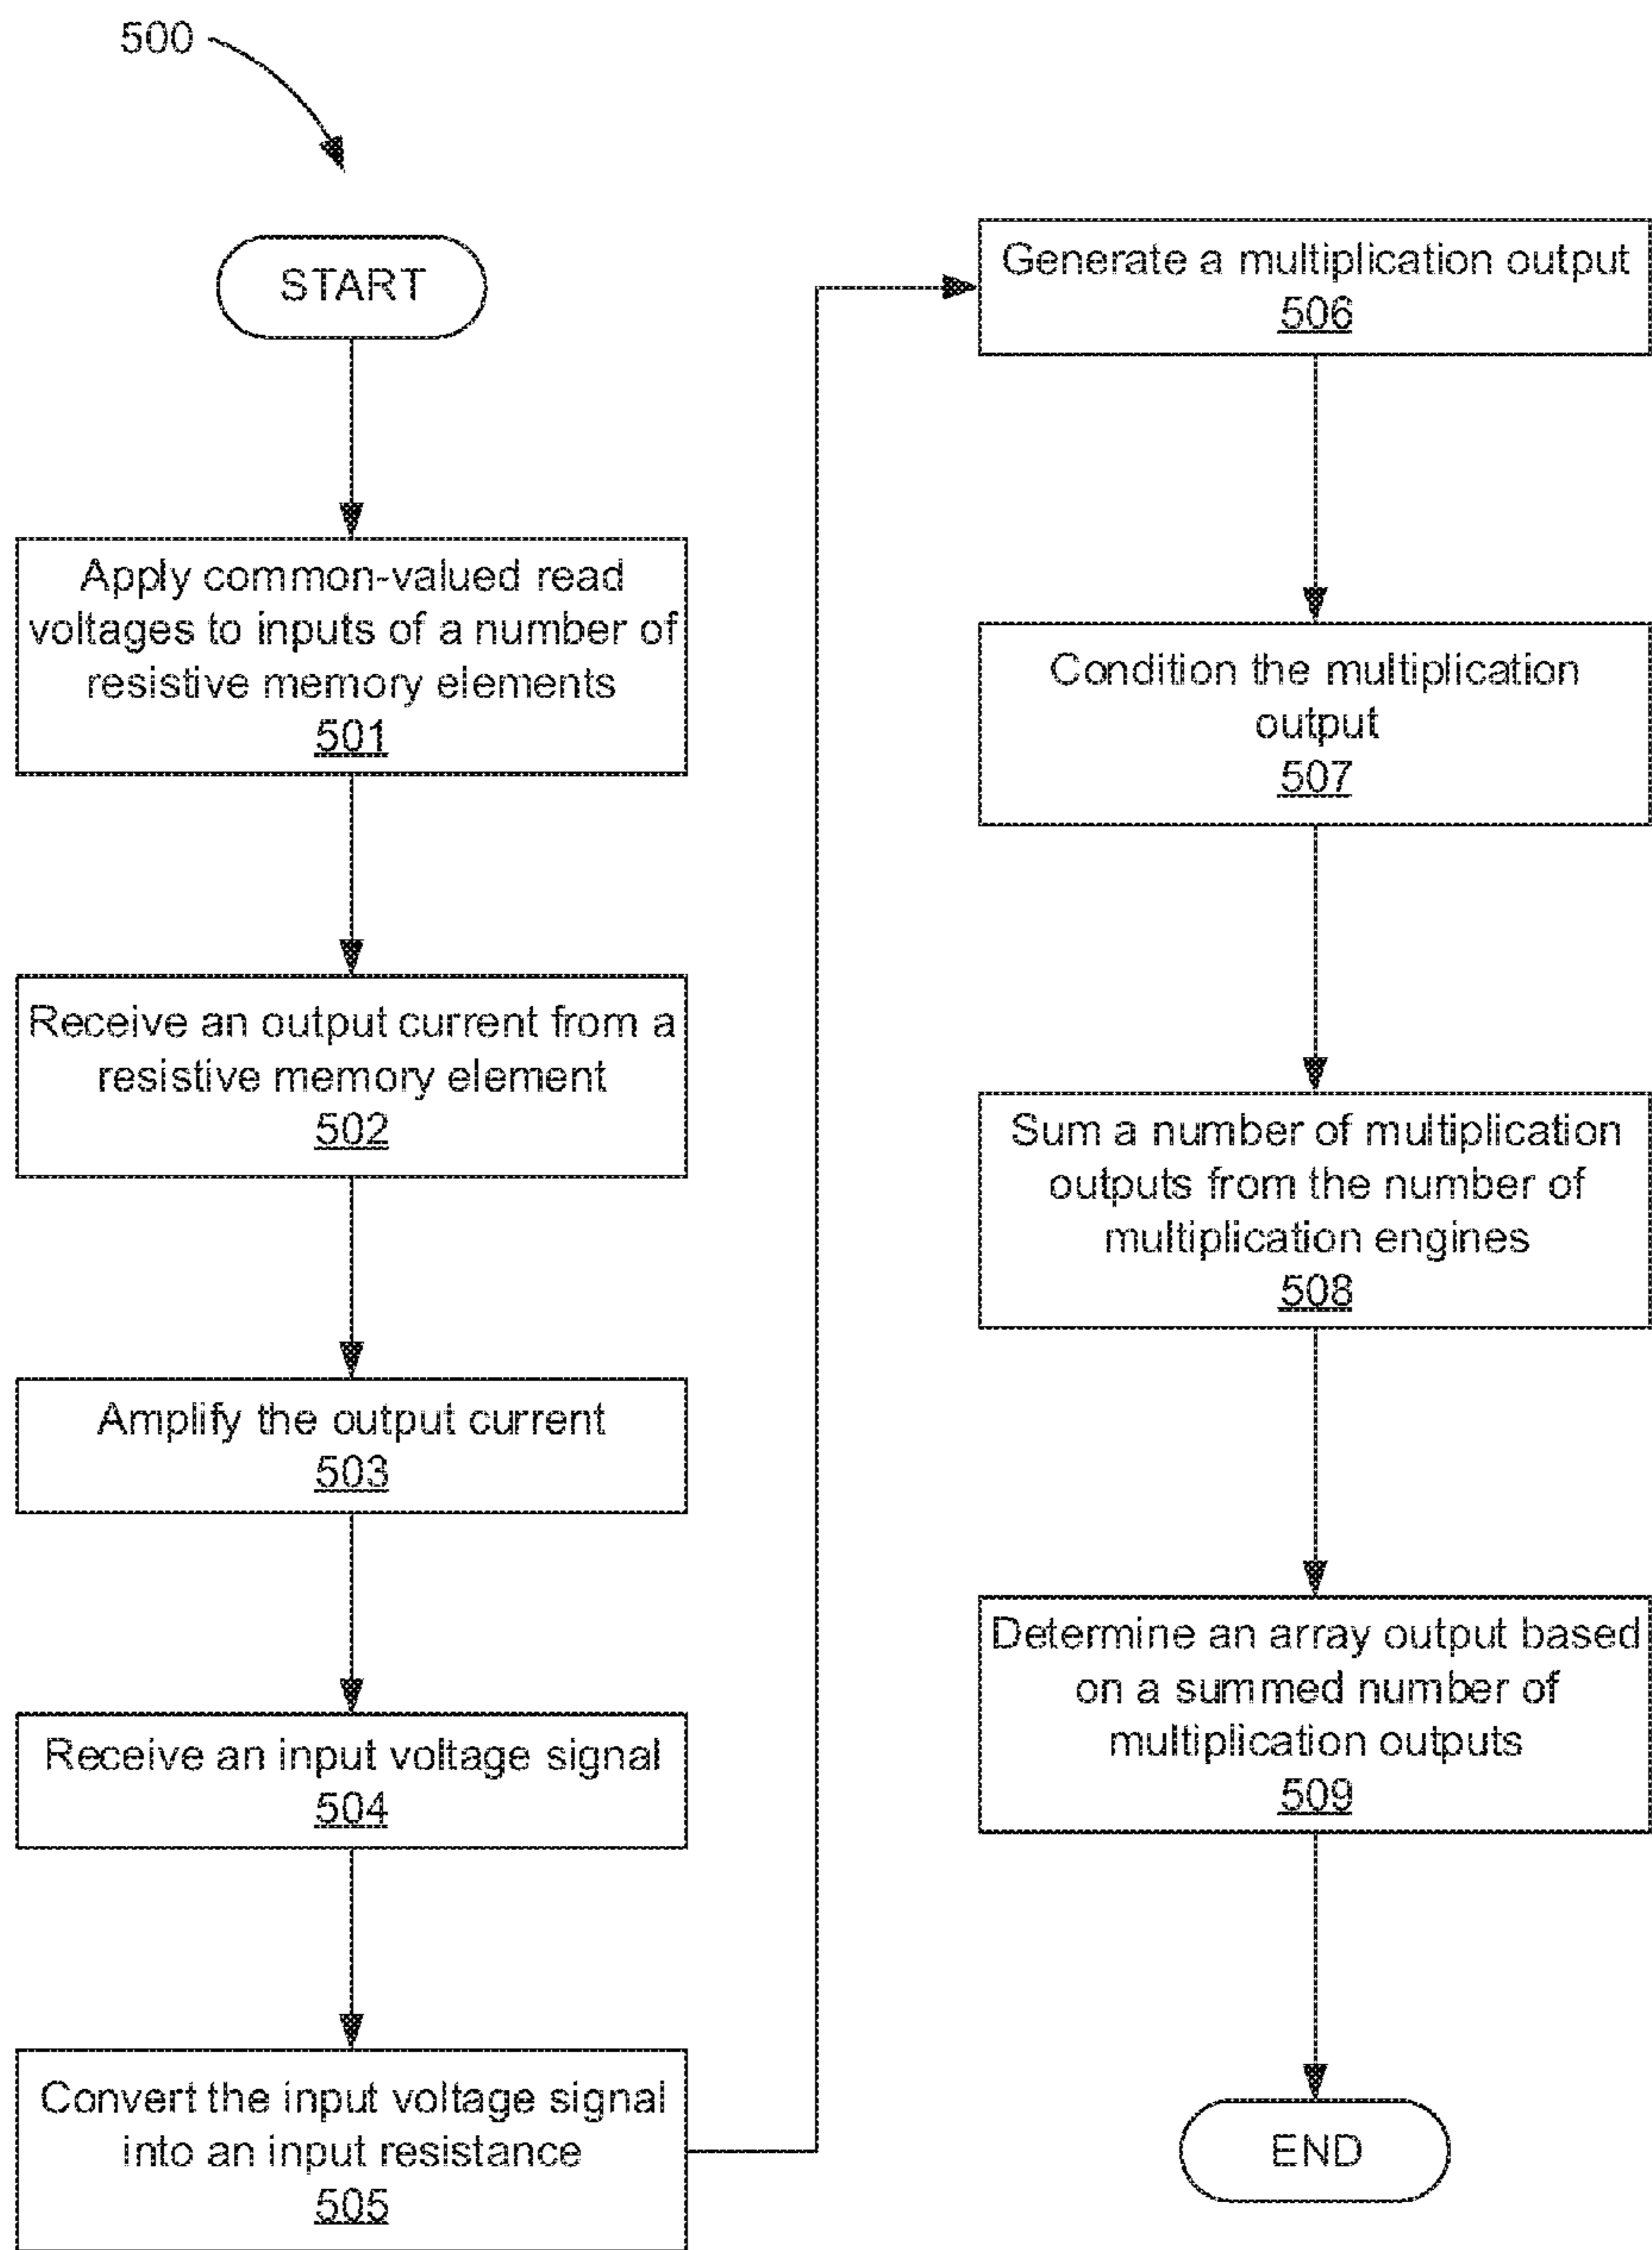 500
START
Apply common-valued read
voltages to inputs of a number of
resistive memory elements
501
Receive an output current from a
resistive memory element
502
Amplify the output current
503
Receive an input voltage signal
504
Convert the input voltage signal
into an input resistance
505
Generate a multiplication output
506
Condition the multiplication
output
507
Sum a number of multiplication
outputs from the number of
multiplication engines
508
Determine an array output based
on a summed number of
multiplication outputs
509
END